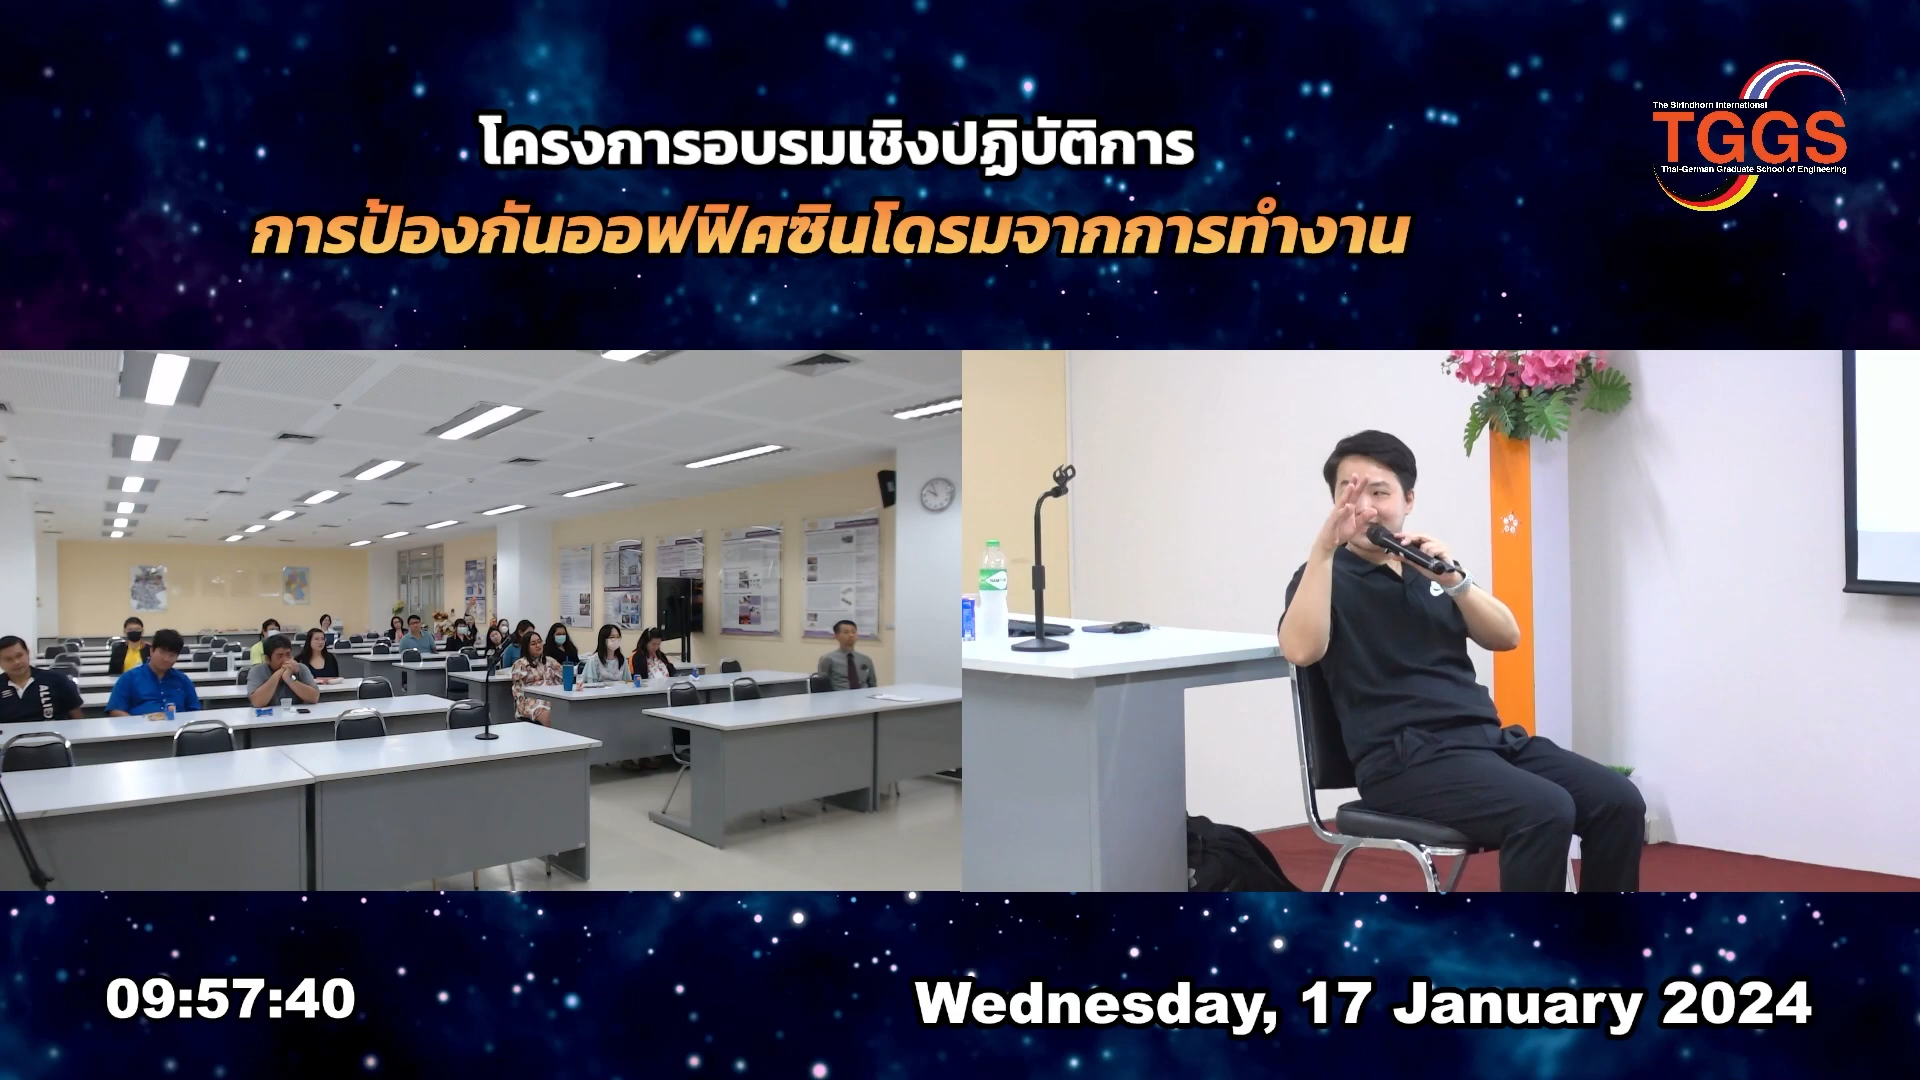 โครงการอบรมเชิงปฏิบัติการ
การป้องกันออฟฟิศซินโดรมจากการทำงาน
The Sirindhorn International
TGGS
Thai-German Graduate School of Engineering
ALLIED
09:57:40
Wednesday, 17 January 2024